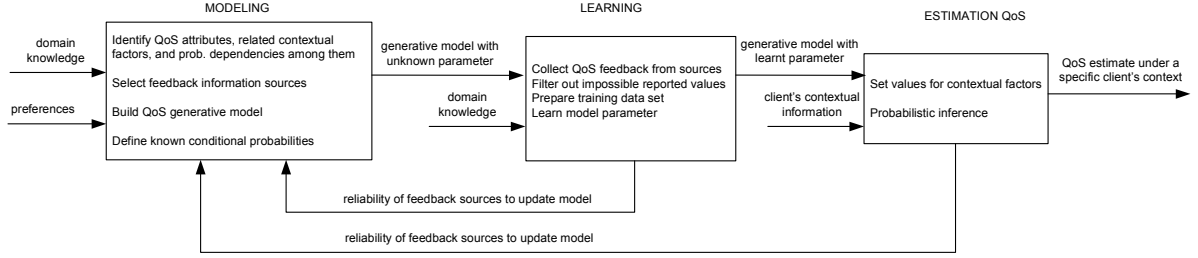 MODELING
LEARNING
ESTIMATION QoS
domain
knowledge
preferences
Identify QoS attributes, related contextual
factors, and prob. dependencies among them
Select feedback information sources
Build QoS generative model
Define known conditional probabilities
generative model with
unknown parameter
domain
knowledge
Collect QoS feedback from sources
Filter out impossible reported values
Prepare training data set
Learn model parameter
generative model with
learnt parameter
client's contextual
information
Set values for contextual factors
Probabilistic inference
QoS estimate under a
specific client's context
reliability of feedback sources to update model
reliability of feedback sources to update model